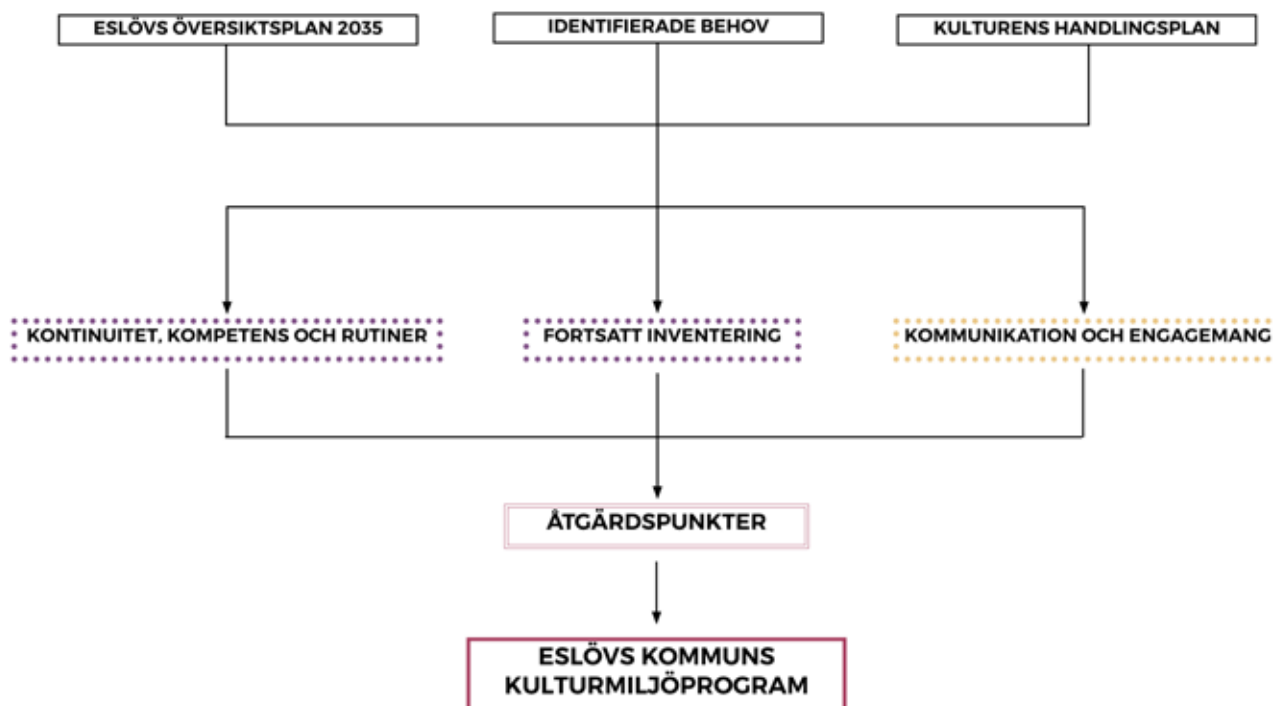 ESLÖVS ÖVERSIKTSPLAN 2035
IDENTIFIERADE BEHOV
KULTURENS HANDLINGSPLAN
KONTINUITET, KOMPETENS OCH RUTINER
FORTSATT INVENTERING
KOMMUNIKATION OCH ENGAGEMANG
ÅTGÄRDSPUNKTER
ESLÖVS KOMMUNS
KULTURMILJÖPROGRAM